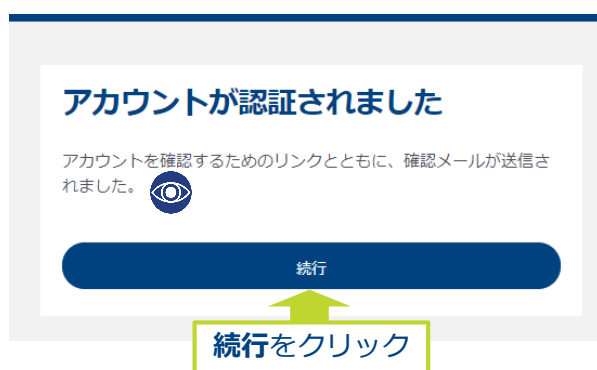 アカウントが認証されました
アカウントを確認するためのリンクとともに、確認メールが送信さ
れました。
続行
続行をクリック